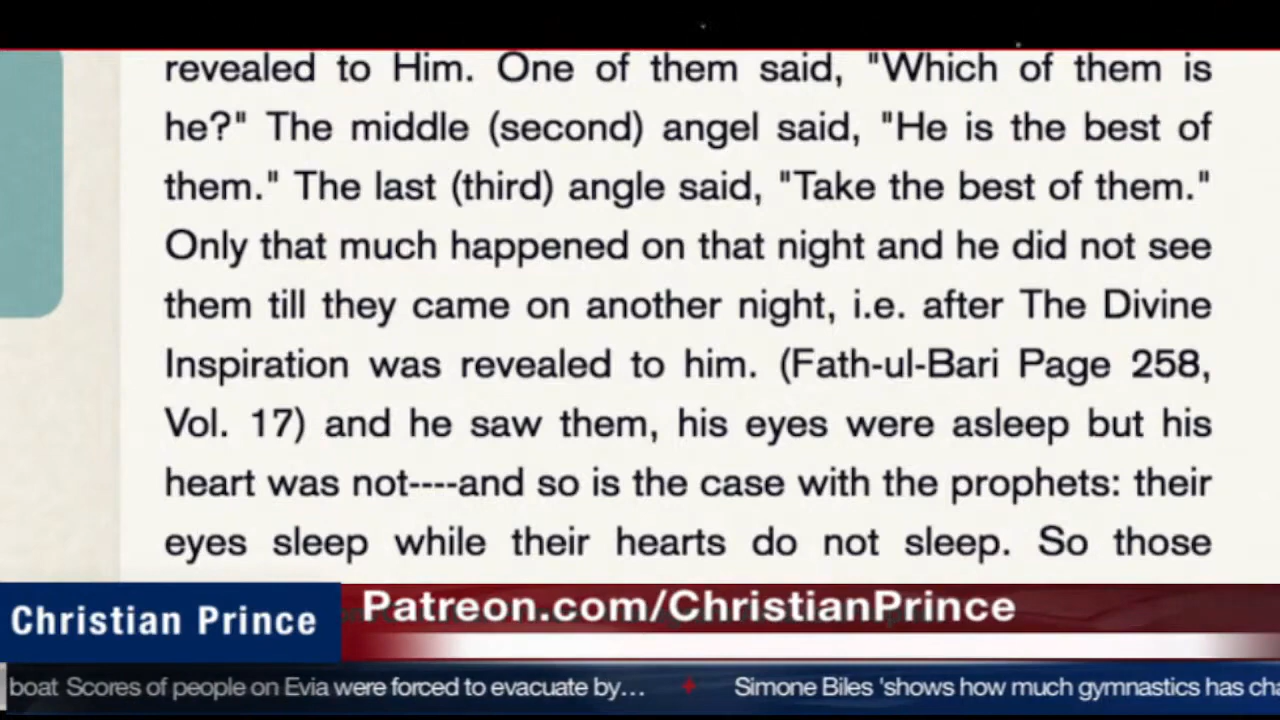 revealed to Him. One of them said, "Which of them is
he?" The middle (second) angel said, "He is the best of
them." The last (third) angle said, "Take the best of them."
Only that much happened on that night and he did not see
them till they came on another night, i.e. after The Divine
Inspiration was revealed to him. (Fath-ul-Bari Page 258,
Vol. 17) and he saw them, his eyes were asleep but his
heart was not----and so is the case with the prophets: their
eyes sleep while their hearts do not sleep. So those
Christian Prince
Patreon.com/ChristianPrince
boat Scores of people on Evia were forced to evacuate by… Simone Biles 'shows how much gymnastics has cha